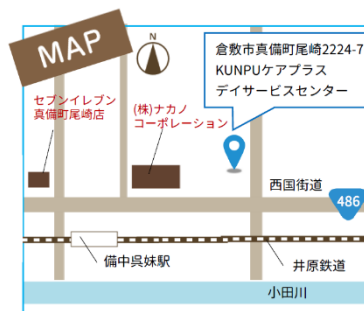 MAP
N
倉敷市真備町尾崎2224-7
KUNPUケアプラス
デイサービスセンター
セブンイレブン
真備町尾崎店
(株)ナカノ
コーポレーション
西国街道
486
備中呉妹駅
井原鉄道
小田川